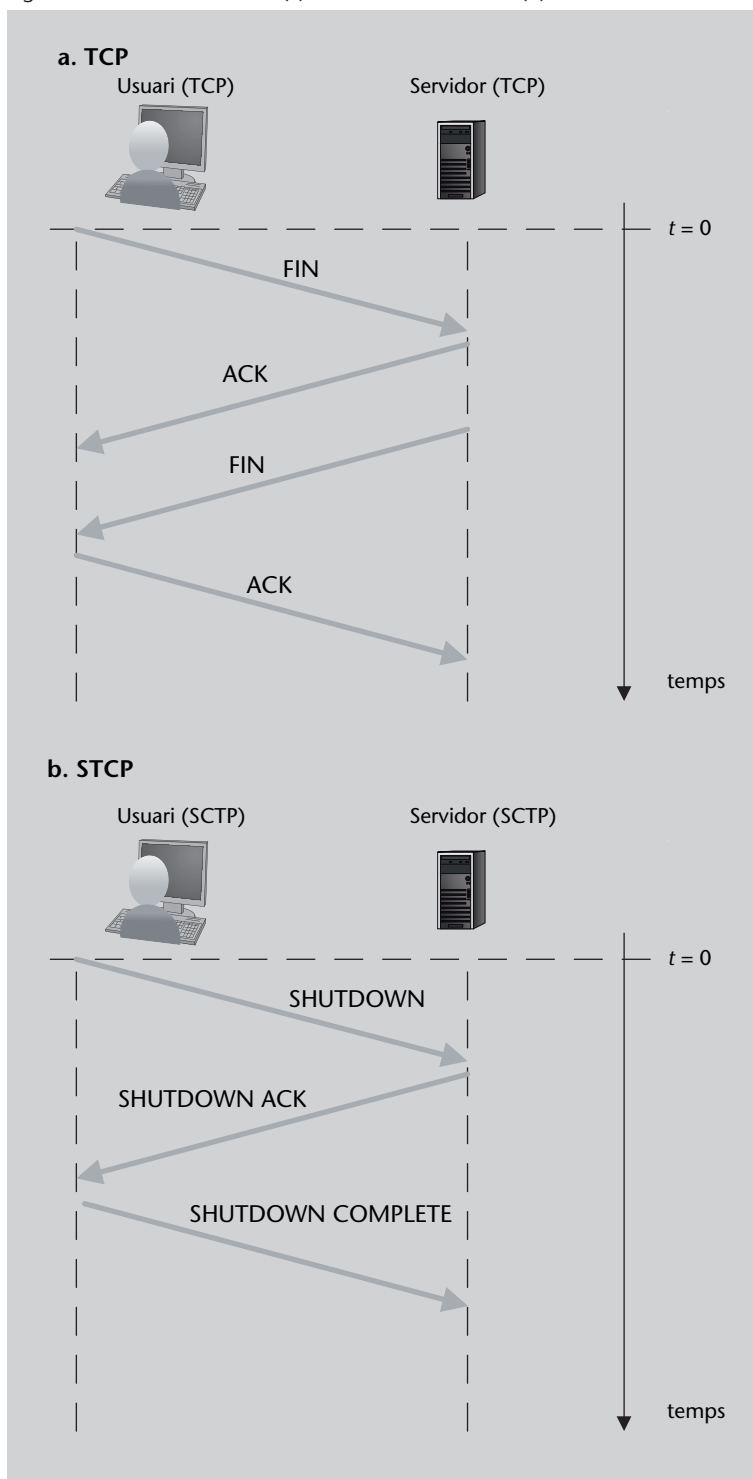 a. TCP
Usuari (TCP) Servidor (TCP)
t = 0
FIN
ACK
FIN
ACK
temps
b. STCP
Usuari (SCTP) Servidor (SCTP)
t = 0
SHUTDOWN
SHUTDOWN ACK
SHUTDOWN COMPLETE
temps